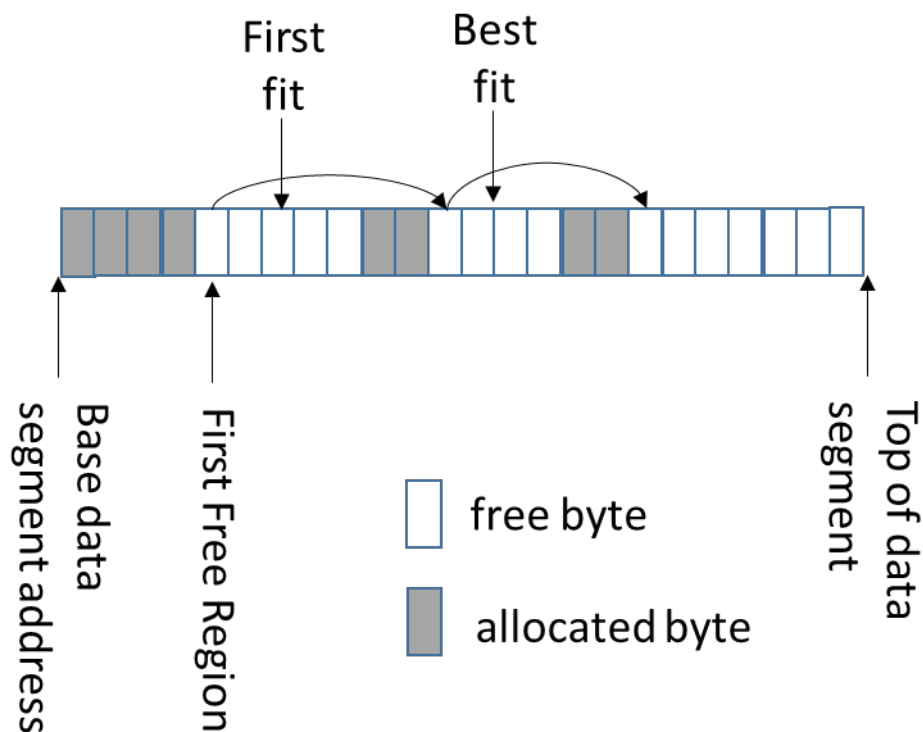 First
fit
Best
fit
Base data
segment address
First Free Region
Top of data
segment
free byte
allocated byte